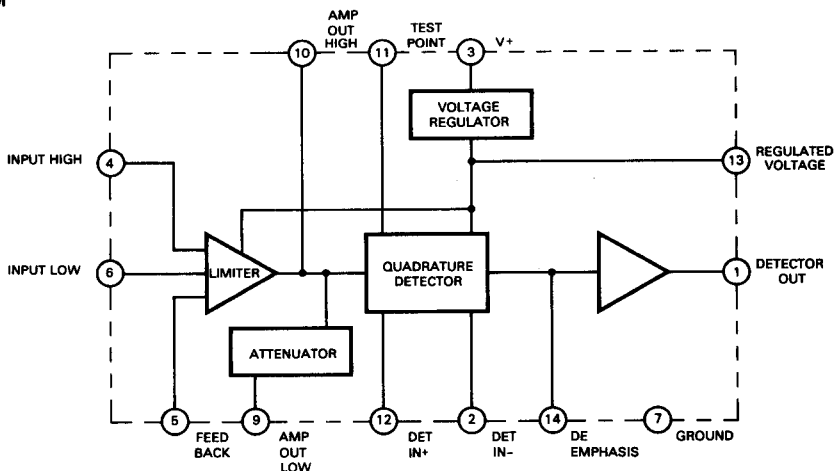 AMP
OUT
HIGH
TEST
POINT
V+
10
11
3
VOLTAGE
REGULATOR
INPUT HIGH
4
13
REGULATED
VOLTAGE
INPUT LOW
6
LIMITER
QUADRATURE
DETECTOR
1
DETECTOR
OUT
ATTENUATOR
5
FEED
BACK
9
AMP
OUT
LOW
12
DET
IN+
2
DET
IN-
14
DE
EMPHASIS
7
GROUND